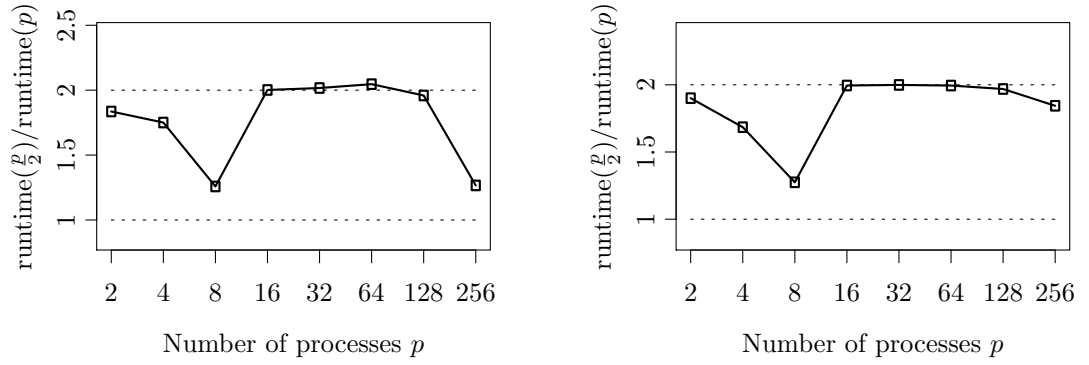 runtime(p/2)/runtime(p)
2.5
2
1.5
1
2 4 8 16 32 64 128 256
Number of processes p
runtime(p/2)/runtime(p)
2
1.5
1
2 4 8 16 32 64 128 256
Number of processes p